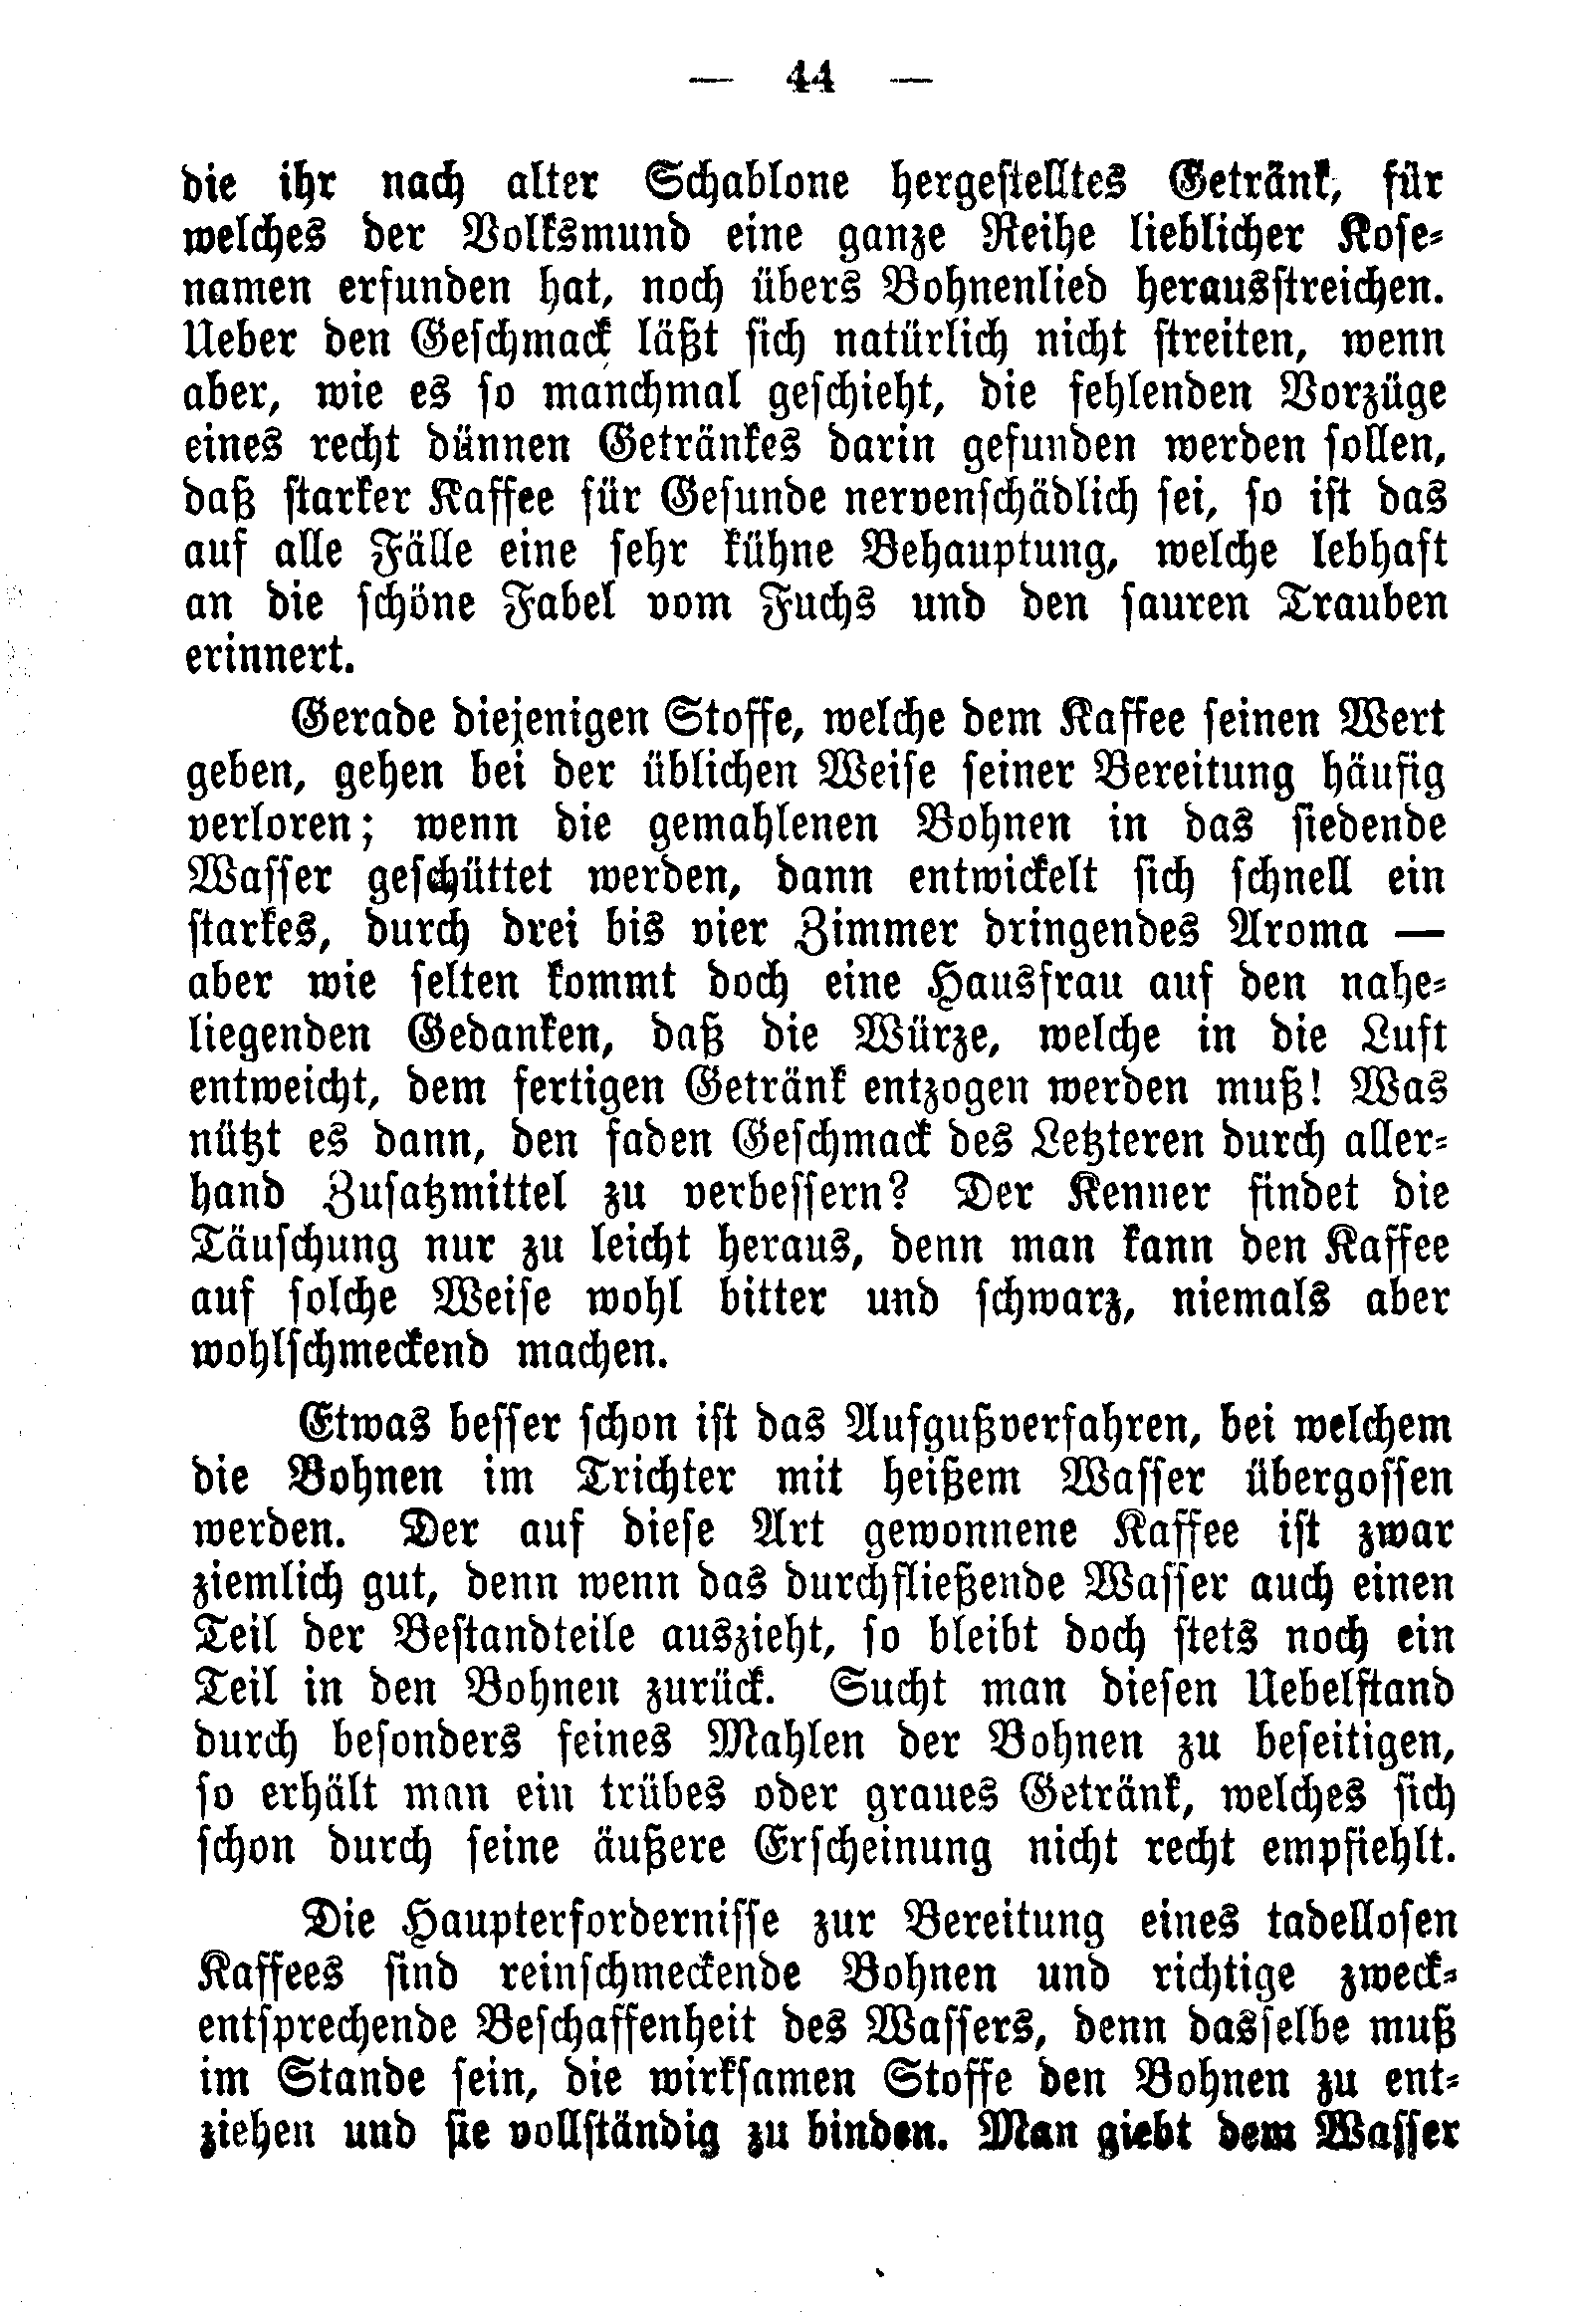 — 44 —
die ihr nach alter Schablone hergestelltes Getränk, für
welches der Volksmund eine ganze Reihe lieblicher Kose-
namen erfunden hat, noch übers Bohnenlied herausstreichen.
Ueber den Geschmack läßt sich natürlich nicht streiten, wenn
aber, wie es so manchmal geschieht, die fehlenden Vorzüge
eines recht dünnen Getränkes darin gefunden werden sollen,
daß starker Kaffee für Gesunde nervenschädlich sei, so ist das
auf alle Fälle eine sehr kühne Behauptung, welche lebhaft
an die schöne Fabel vom Fuchs und den sauren Trauben
erinnert.
Gerade diejenigen Stoffe, welche dem Kaffee seinen Wert
geben, gehen bei der üblichen Weise seiner Bereitung häufig
verloren; wenn die gemahlenen Bohnen in das siedende
Wasser geschüttet werden, dann entwickelt sich schnell ein
starkes, durch drei bis vier Zimmer dringendes Aroma —
aber wie selten kommt doch eine Hausfrau auf den nahe-
liegenden Gedanken, daß die Würze, welche in die Luft
entweicht, dem fertigen Getränk entzogen werden muß! Was
nützt es dann, den faden Geschmack des Letzteren durch aller-
hand Zusatzmittel zu verbessern? Der Kenner findet die
Täuschung nur zu leicht heraus, denn man kann den Kaffee
auf solche Weise wohl bitter und schwarz, niemals aber
wohlschmeckend machen.
Etwas besser schon ist das Aufgußverfahren, bei welchem
die Bohnen im Trichter mit heißem Wasser übergossen
werden. Der auf diese Art gewonnene Kaffee ist zwar
ziemlich gut, denn wenn das durchfließende Wasser auch einen
Teil der Bestandteile auszieht, so bleibt doch stets noch ein
Teil in den Bohnen zurück. Sucht man diesen Uebelstand
durch besonders feines Mahlen der Bohnen zu beseitigen,
so erhält man ein trübes oder graues Getränk, welches sich
schon durch seine äußere Erscheinung nicht recht empfiehlt.
Die Haupterfordernisse zur Bereitung eines tadellosen
Kaffees sind reinschmeckende Bohnen und richtige zweck-
entsprechende Beschaffenheit des Wassers, denn dasselbe muß
im Stande sein, die wirksamen Stoffe den Bohnen zu ent-
ziehen und sie vollständig zu binden. Man giebt dem Wasser